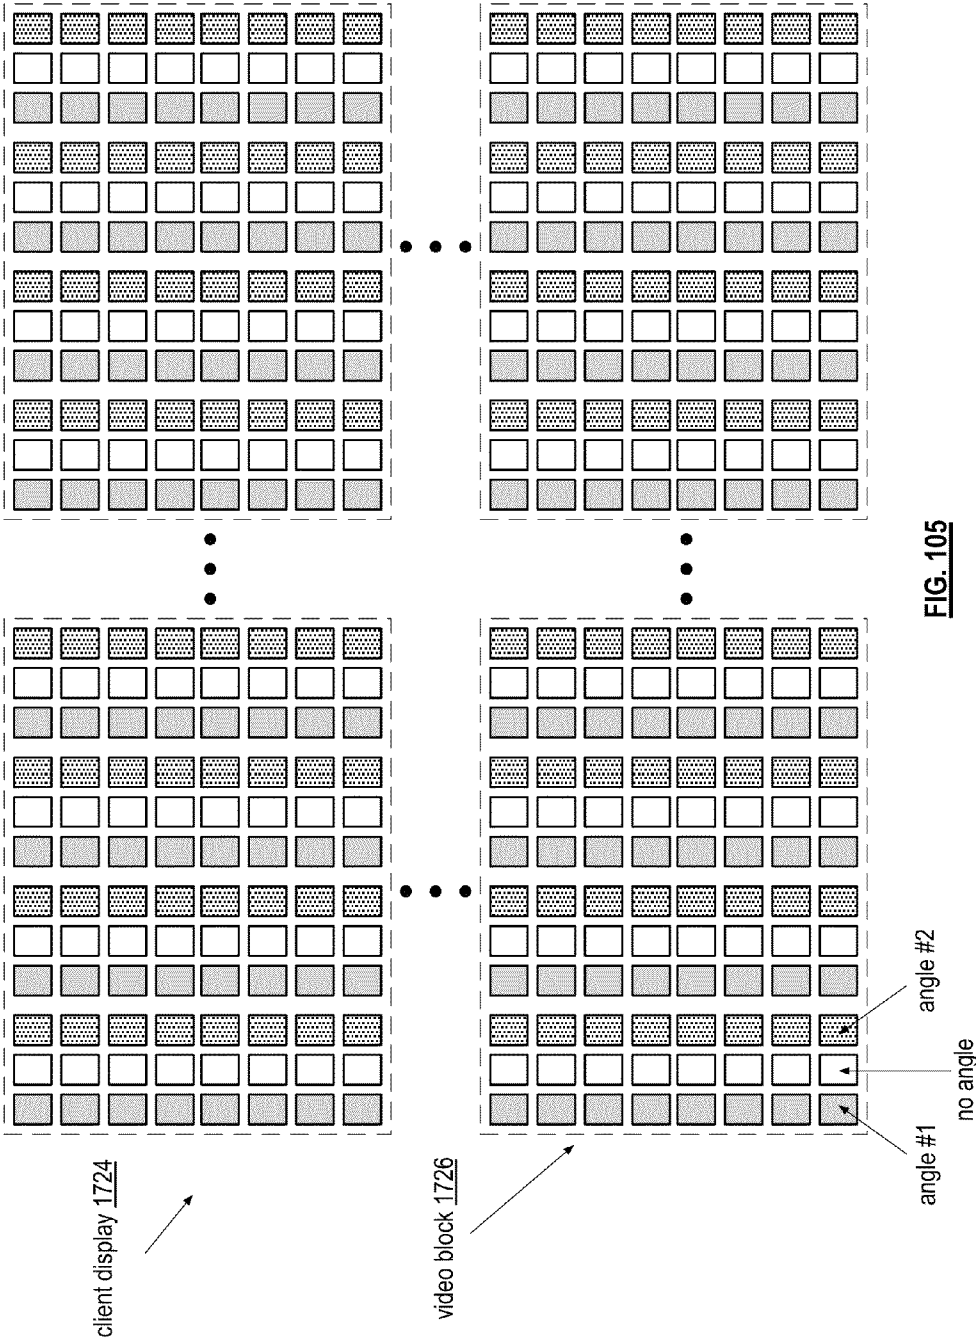 client display 1724
video block 1726
angle #1
no angle
angle #2
FIG. 105